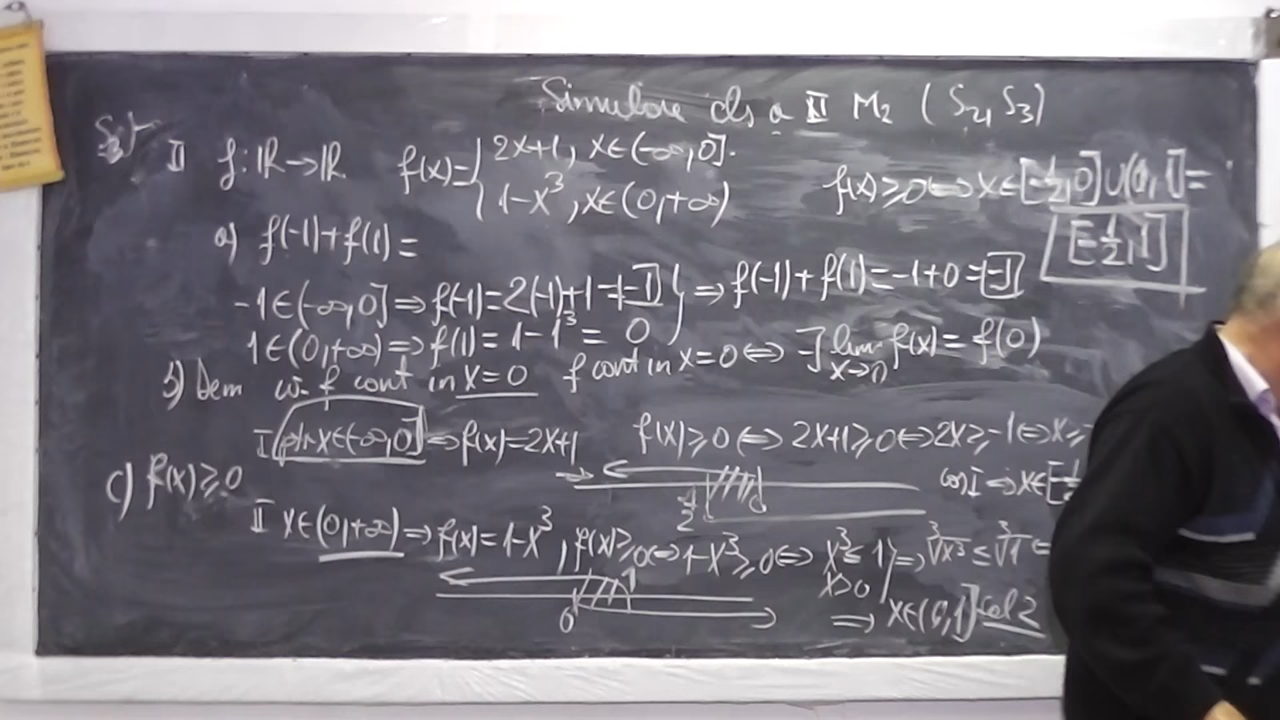 Simulare cls a II M2 (S2, S3)
II f: ℝ→ℝ. f(x)={ 2x+1, x∈(-∞,0].
1-x³, x∈(0,+∞)
f(x)≥0 ⟺ x∈[-1/2,0]∪(0,1]=
[-1/2,1]
a) f(-1)+f(1)=
-1∈(-∞,0] ⇒ f(-1)=2(-1)+1=-1 } ⇒ f(-1)+f(1)=-1+0=-1
1∈(0,+∞) ⇒ f(1)=1-1³=0
b) Dem f cont in x=0 f cont in x=0 ⟺ ∃ lim x→0 f(x)=f(0)
I x∈(-∞,0] ⇒ f(x)=2x+1 f(x)≥0 ⟺ 2x+1≥0 ⟺ 2x≥-1 ⟺ x≥
c) f(x)≥0
-1/2 0
I ⇒ x∈[-1/2
II x∈(0,+∞) ⇒ f(x)=1-x³, f(x)≥0 ⟺ 1-x³≥0 ⟺ x³≤1 } ⇒ ∛x³ ≤ ∛1
x>0
0 1
⇒ x∈(0,1] Cal 2